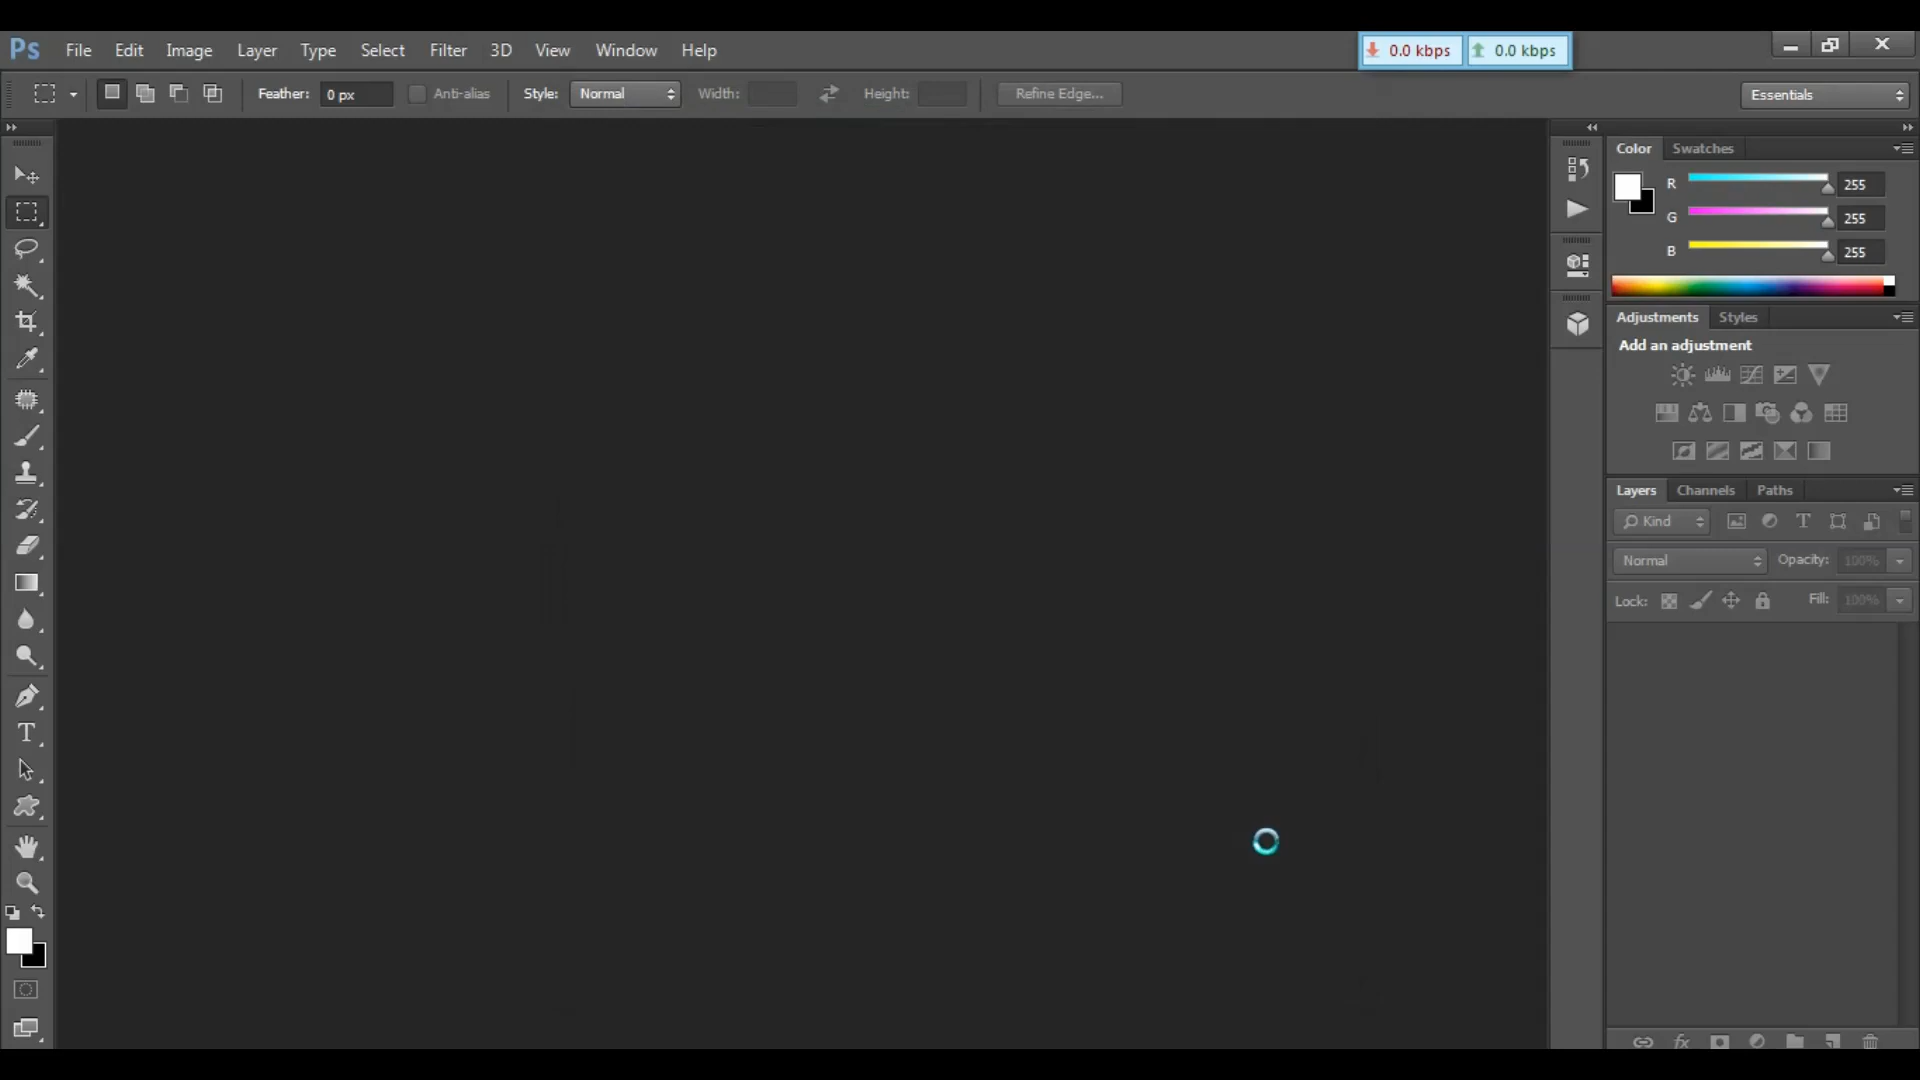 Ps File Edit Image Layer Type Select Filter 3D View Window Help 0.0 kbps 0.0 kbps
Feather: 0 px Anti-alias Style: Normal Width: Height: Refine Edge... Essentials
Color Swatches
R 255
G 255
B 255
Adjustments Styles
Add an adjustment
Layers Channels Paths
Kind T
Normal Opacity: 100%
Lock: Fill: 100%
T
fx